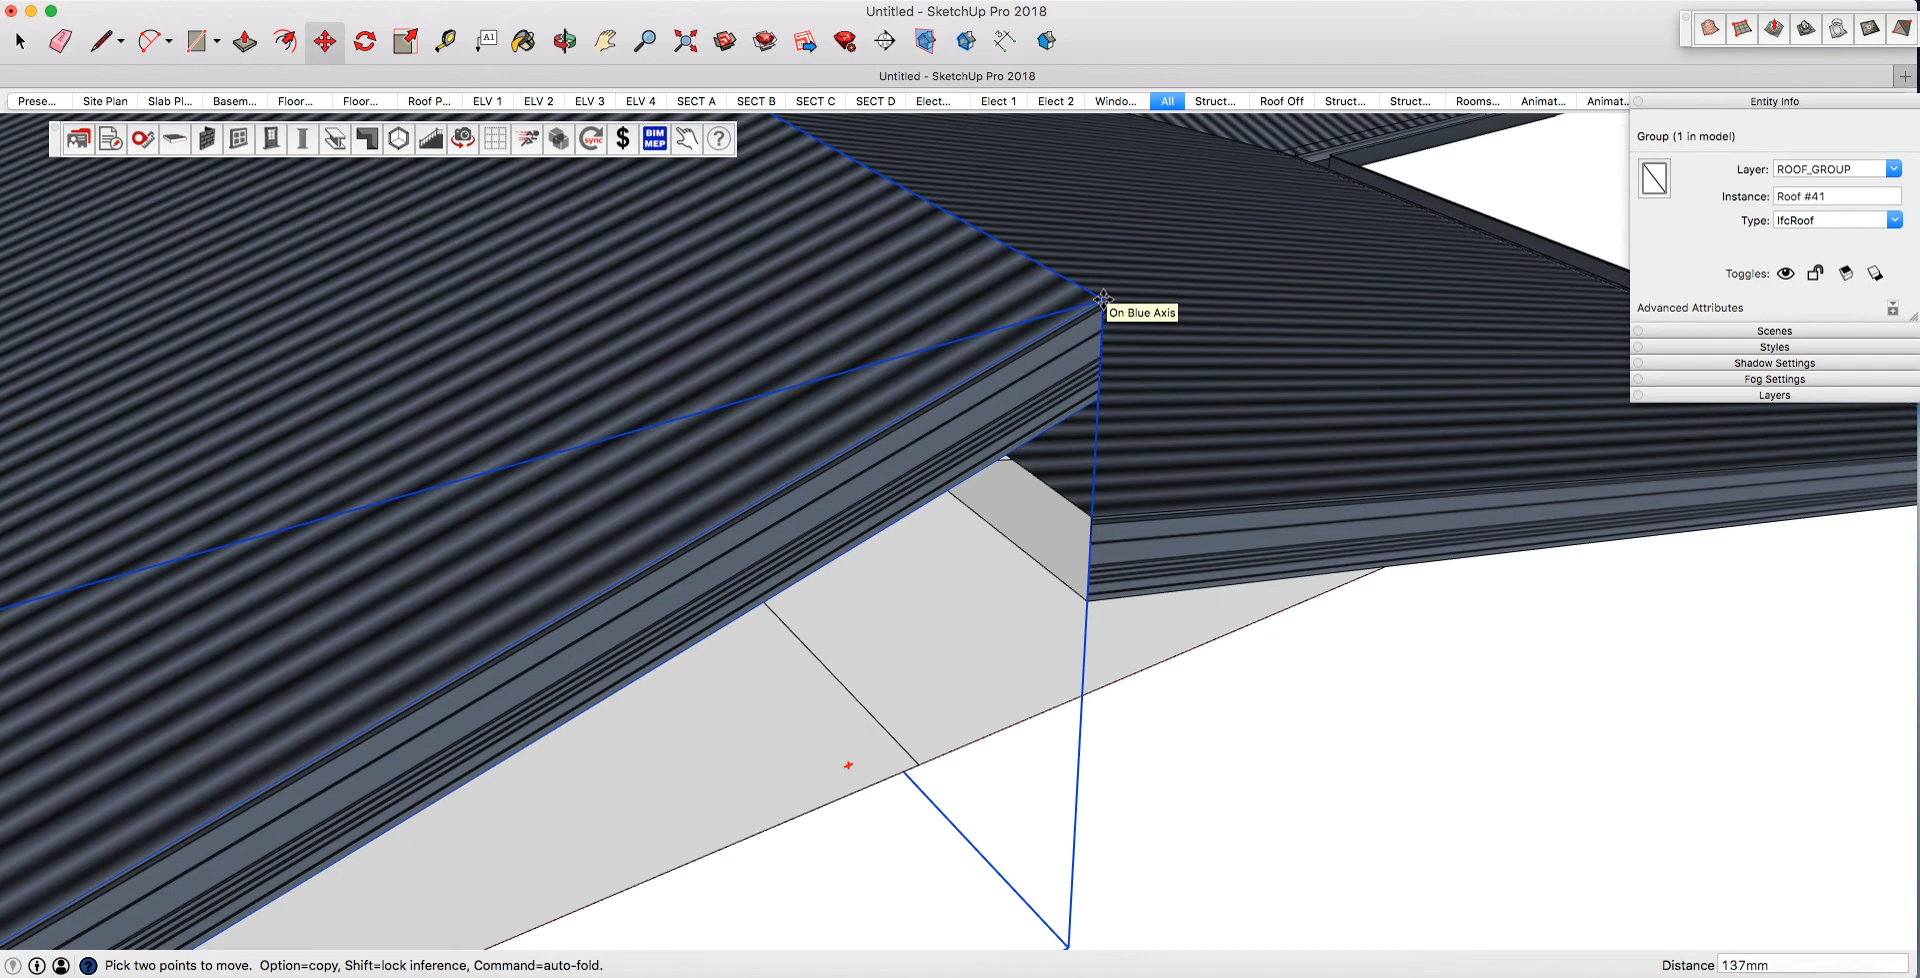 Untitled - SketchUp Pro 2018
A1
Untitled - SketchUp Pro 2018
Prese... Site Plan Slab Pl... Basem... Floor... Floor... Roof P... ELV 1 ELV 2 ELV 3 ELV 4 SECT A SECT B SECT C SECT D Elect... Elect 1 Elect 2 Windo... All Struct... Roof Off Struct... Struct... Rooms... Animat... Animat...
Entity Info
sync $ BIM MEP ?
Group (1 in model)
Layer: ROOF_GROUP
Instance: Roof #41
Type: IfcRoof
Toggles:
Advanced Attributes
On Blue Axis
Scenes
Styles
Shadow Settings
Fog Settings
Layers
? Pick two points to move. Option=copy, Shift=lock inference, Command=auto-fold. Distance 137mm